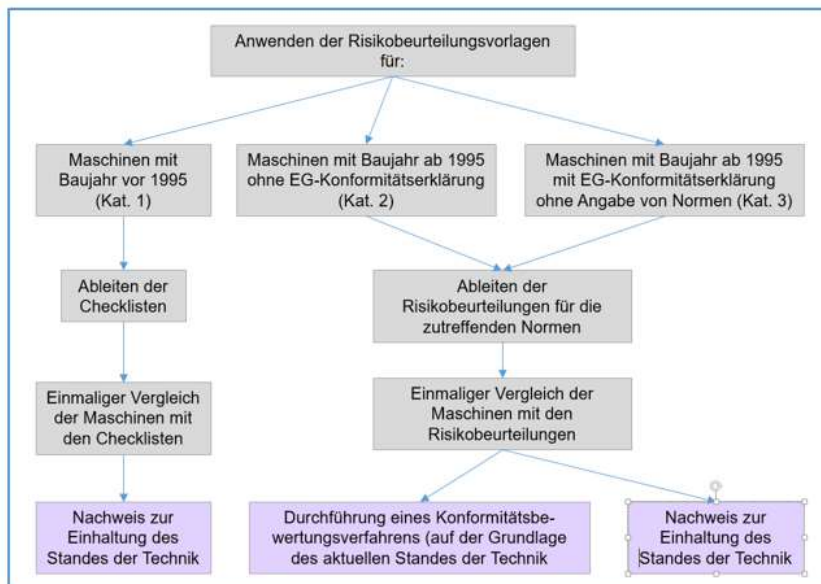 Anwenden der Risikobeurteilungsvorlagen
für:
Maschinen mit
Baujahr vor 1995
(Kat. 1)
Maschinen mit Baujahr ab 1995
ohne EG-Konformitätserklärung
(Kat. 2)
Maschinen mit Baujahr ab 1995
mit EG-Konformitätserklärung
ohne Angabe von Normen (Kat. 3)
Ableiten der
Checklisten
Ableiten der
Risikobeurteilungen für die
zutreffenden Normen
Einmaliger Vergleich
der Maschinen mit
den Checklisten
Einmaliger Vergleich der
Maschinen mit den
Risikobeurteilungen
Nachweis zur
Einhaltung des
Standes der Technik
Durchführung eines Konformitätsbe-
wertungsverfahrens (auf der Grundlage
des aktuellen Standes der Technik
Nachweis zur
Einhaltung des
Standes der Technik